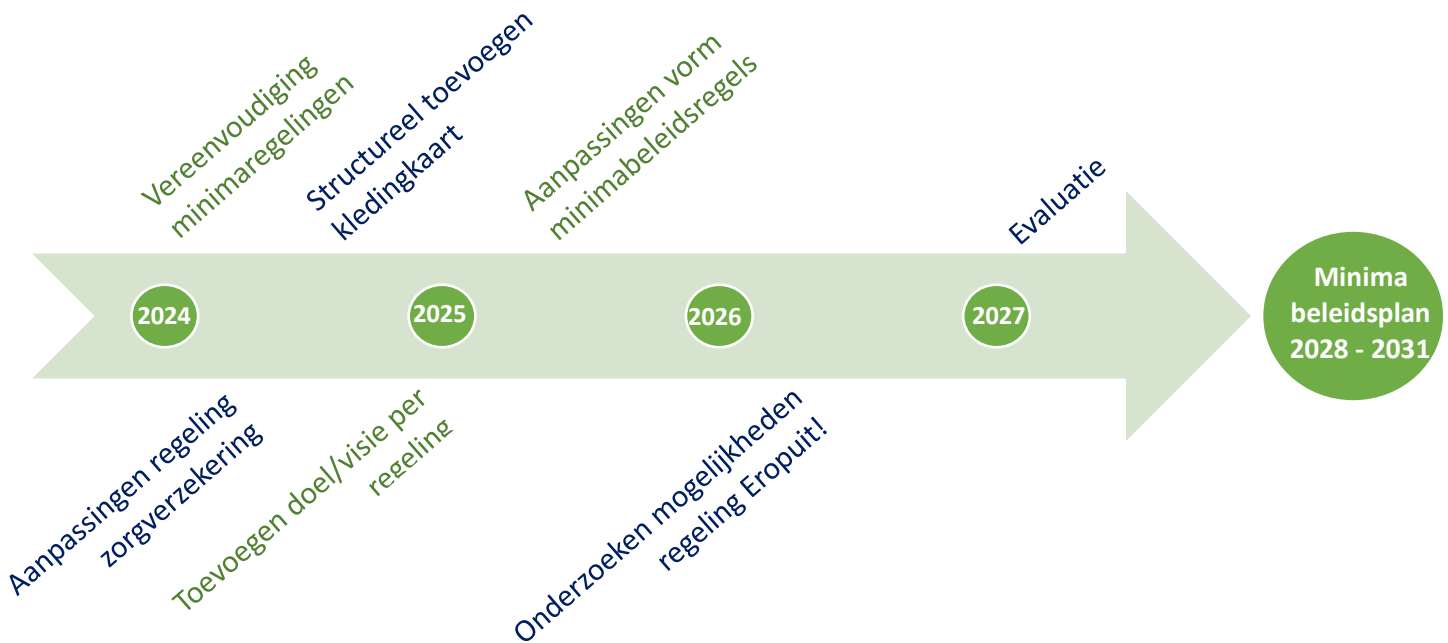 Vereenvoudiging
minimaregelingen
Structureel toevoegen
kledingkaart
Aanpassingen vorm
minimabeleidsregels
Evaluatie
2024
2025
2026
2027
Minima
beleidsplan
2028 - 2031
Aanpassingen regeling
zorgverzekering
Toevoegen doel/visie per
regeling
Onderzoeken mogelijkheden
regeling Eropuit!